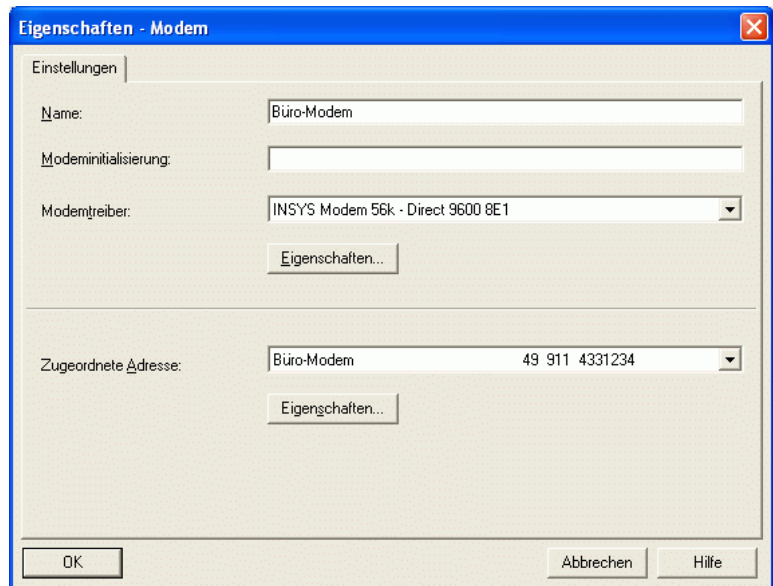 Eigenschaften - Modem
Einstellungen
Name: Büro-Modem
Modeminitialisierung:
Modemtreiber: INSYS Modem 56k - Direct 9600 8E1
Eigenschaften...
Zugeordnete Adresse: Büro-Modem 49 911 4331234
Eigenschaften...
OK Abbrechen Hilfe